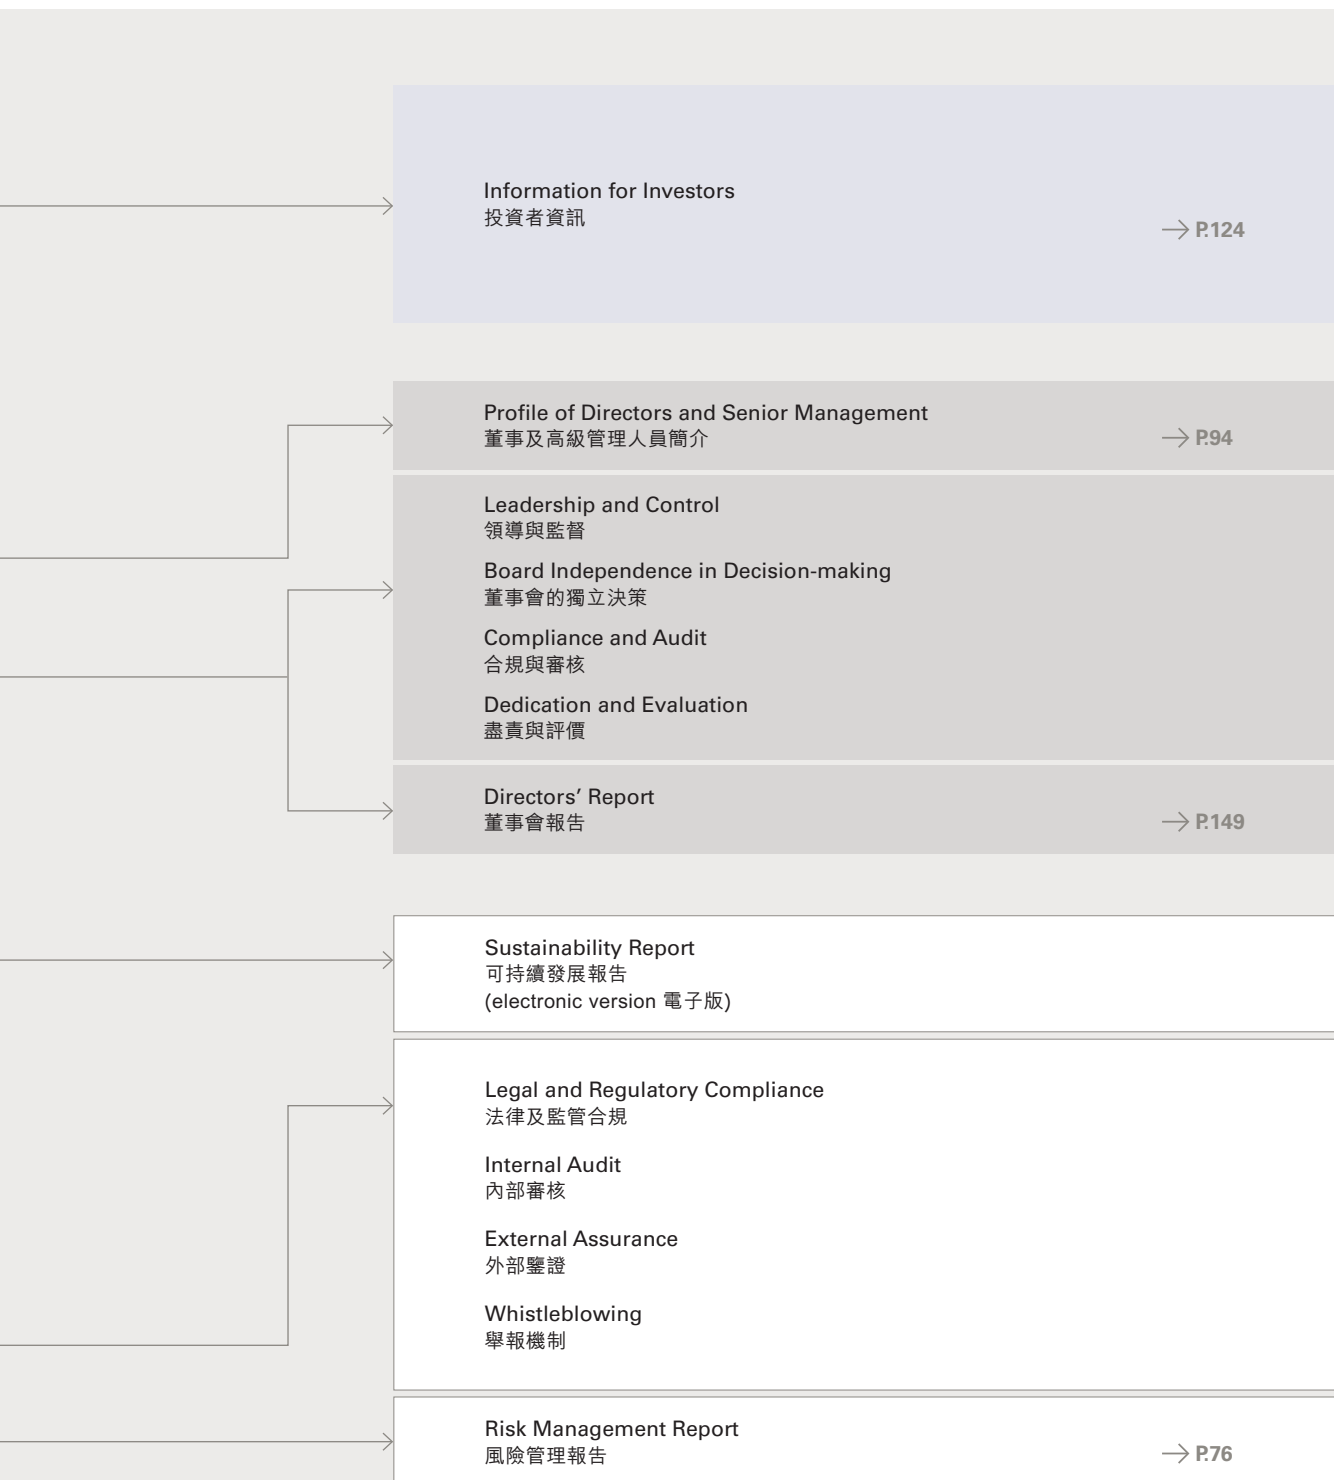 Information for Investors
投資者資訊
→ P.124
Profile of Directors and Senior Management
董事及高級管理人員簡介
→ P.94
Leadership and Control
領導與監督
Board Independence in Decision-making
董事會的獨立決策
Compliance and Audit
合規與審核
Dedication and Evaluation
盡責與評價
Directors’ Report
董事會報告
→ P.149
Sustainability Report
可持續發展報告
(electronic version 電子版)
Legal and Regulatory Compliance
法律及監管合規
Internal Audit
內部審核
External Assurance
外部鑒證
Whistleblowing
舉報機制
Risk Management Report
風險管理報告
→ P.76